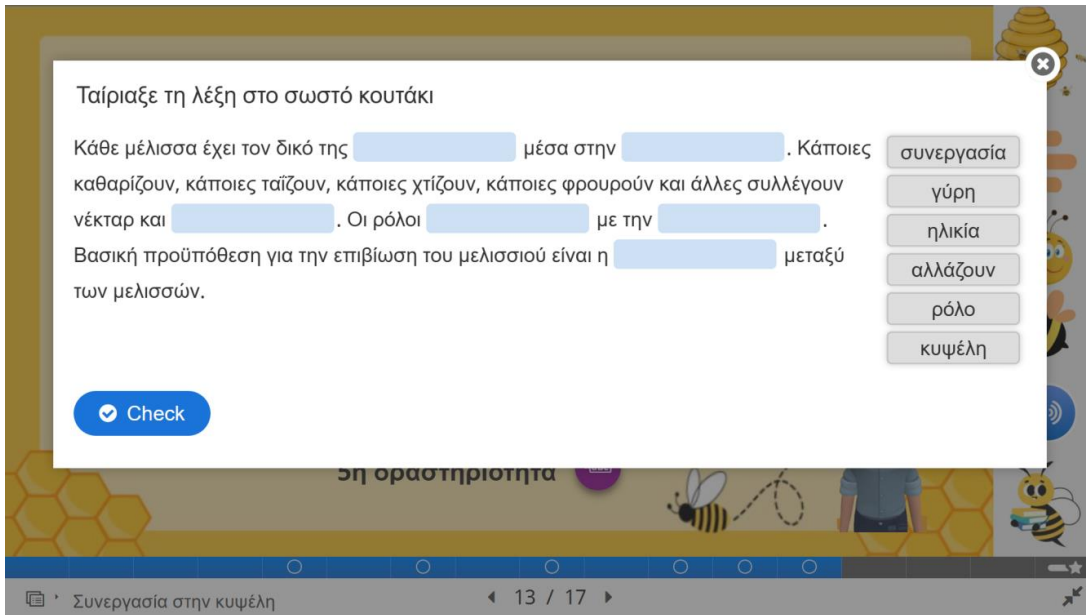 Ταίριαξε τη λέξη στο σωστό κουτάκι
Κάθε μέλισσα έχει τον δικό της μέσα στην . Κάποιες
καθαρίζουν, κάποιες ταΐζουν, κάποιες χτίζουν, κάποιες φρουρούν και άλλες συλλέγουν
νέκταρ και . Οι ρόλοι με την .
Βασική προϋπόθεση για την επιβίωση του μελισσιού είναι η μεταξύ
των μελισσών.
συνεργασία
γύρη
ηλικία
αλλάζουν
ρόλο
κυψέλη
Check
5η δραστηριότητα
Συνεργασία στην κυψέλη
13 / 17